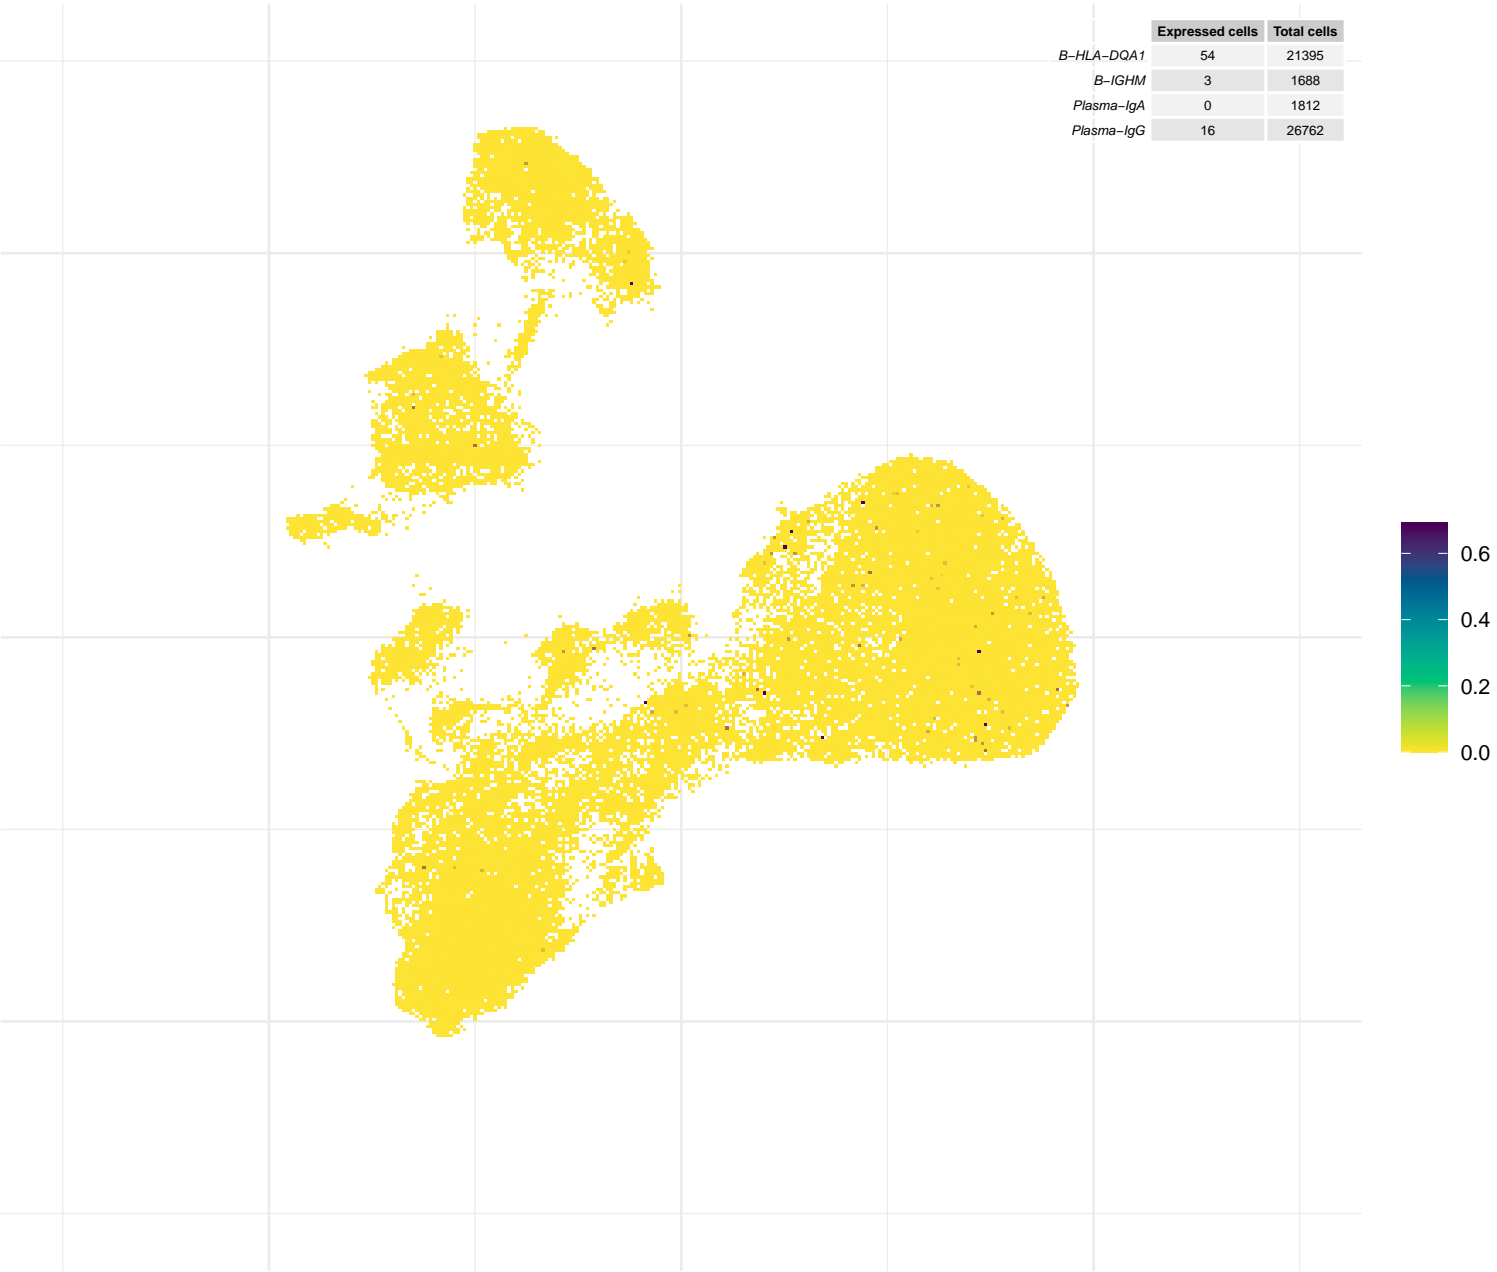 Expressed cells Total cells
B−HLA−DQA1 54 21395
B−IGHM 3 1688
Plasma−IgA 0 1812
Plasma−IgG 16 26762
0.6
0.4
0.2
0.0